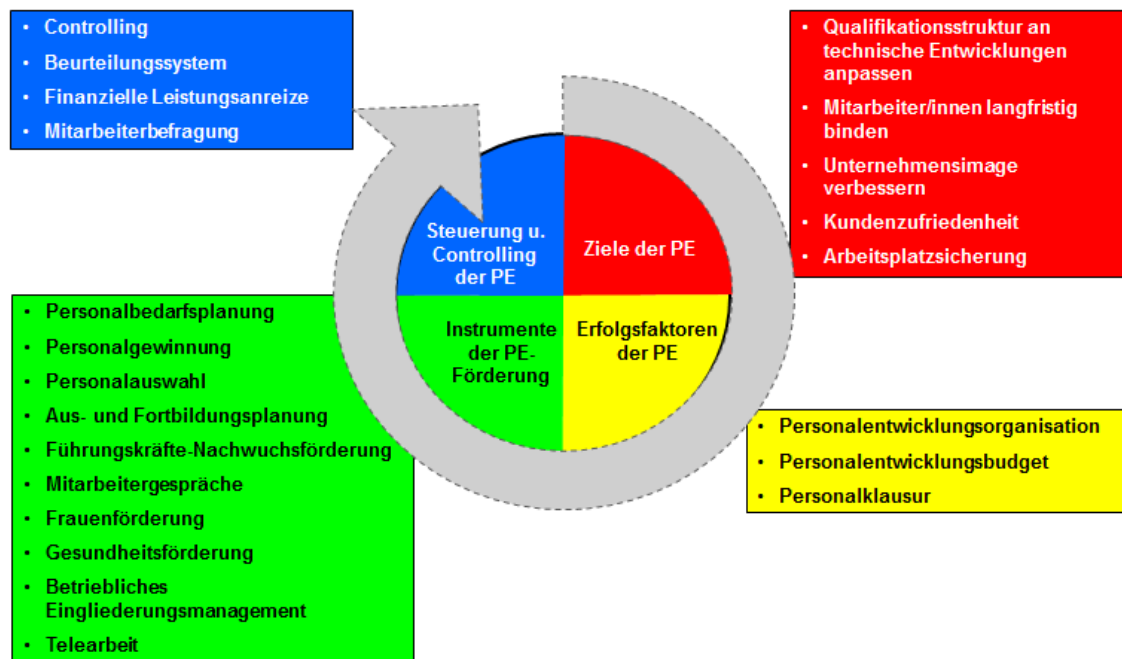 • Controlling
• Beurteilungssystem
• Finanzielle Leistungsanreize
• Mitarbeiterbefragung
• Qualifikationsstruktur an
technische Entwicklungen
anpassen
• Mitarbeiter/innen langfristig
binden
• Unternehmensimage
verbessern
• Kundenzufriedenheit
• Arbeitsplatzsicherung
Steuerung u.
Controlling
der PE
Ziele der PE
Instrumente
der PE-
Förderung
Erfolgsfaktoren
der PE
• Personalbedarfsplanung
• Personalgewinnung
• Personalauswahl
• Aus- und Fortbildungsplanung
• Führungskräfte-Nachwuchsförderung
• Mitarbeitergespräche
• Frauenförderung
• Gesundheitsförderung
• Betriebliches
Eingliederungsmanagement
• Telearbeit
• Personalentwicklungsorganisation
• Personalentwicklungsbudget
• Personalklausur